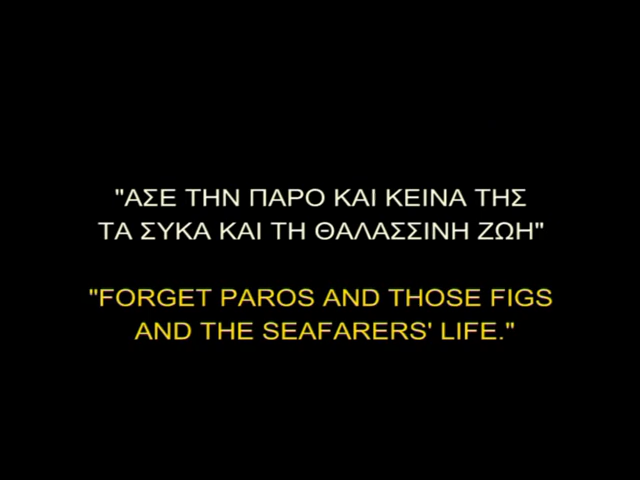 "ΑΣΕ ΤΗΝ ΠΑΡΟ ΚΑΙ ΚΕΙΝΑ ΤΗΣ
ΤΑ ΣΥΚΑ ΚΑΙ ΤΗ ΘΑΛΑΣΣΙΝΗ ΖΩΗ"
"FORGET PAROS AND THOSE FIGS
AND THE SEAFARERS' LIFE."